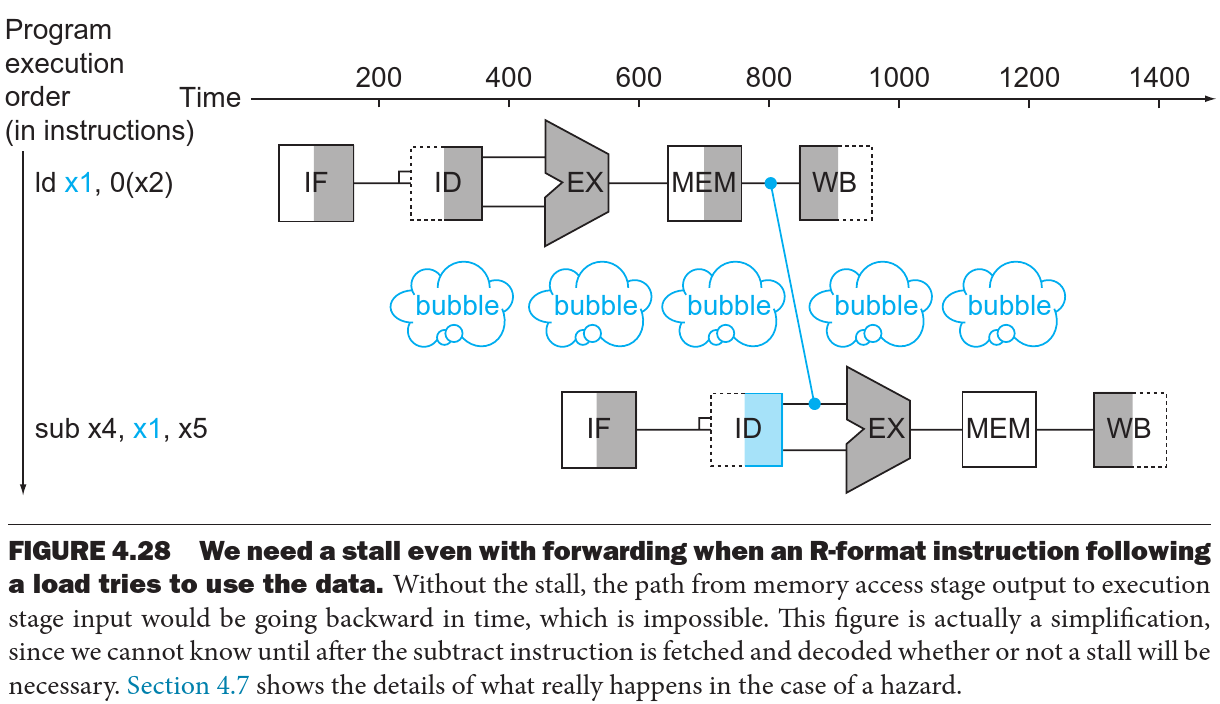 Program
execution
order
(in instructions)
Time
200 400 600 800 1000 1200 1400
ld x1, 0(x2)
IF ID EX MEM WB
bubble bubble bubble bubble bubble
sub x4, x1, x5
IF ID EX MEM WB
FIGURE 4.28 We need a stall even with forwarding when an R-format instruction following
a load tries to use the data. Without the stall, the path from memory access stage output to execution
stage input would be going backward in time, which is impossible. This figure is actually a simplification,
since we cannot know until after the subtract instruction is fetched and decoded whether or not a stall will be
necessary. Section 4.7 shows the details of what really happens in the case of a hazard.